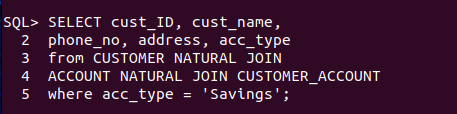 SQL> SELECT cust_ID, cust_name,
2 phone_no, address, acc_type
3 from CUSTOMER NATURAL JOIN
4 ACCOUNT NATURAL JOIN CUSTOMER_ACCOUNT
5 where acc_type = 'Savings';